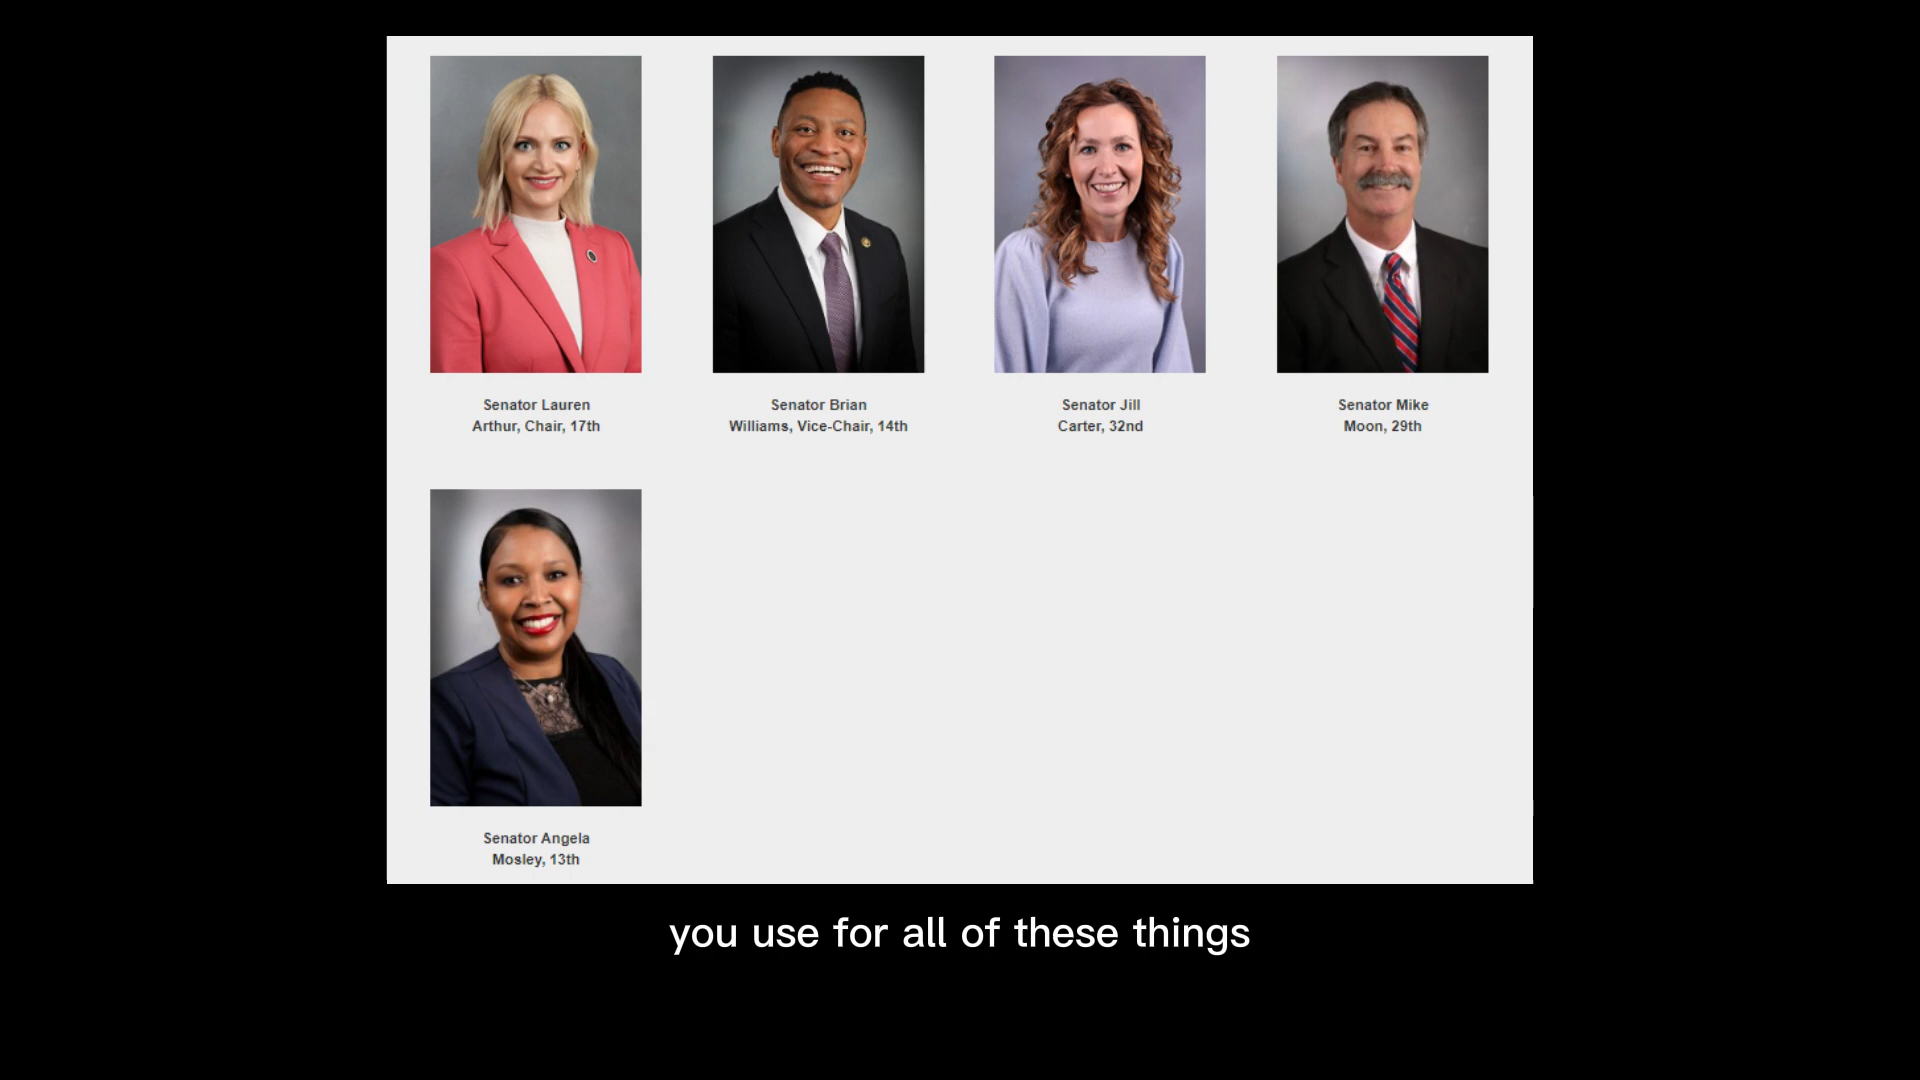 Senator Lauren
Arthur, Chair, 17th
Senator Brian
Williams, Vice-Chair, 14th
Senator Jill
Carter, 32nd
Senator Mike
Moon, 29th
Senator Angela
Mosley, 13th
you use for all of these things